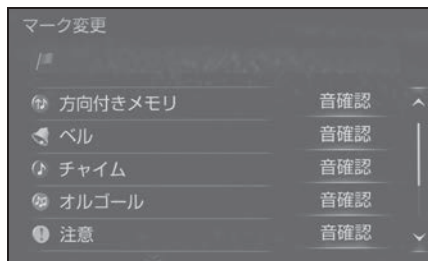 マーク変更
方向付きメモリ 音確認
ベル 音確認
チャイム 音確認
オルゴール 音確認
注意 音確認